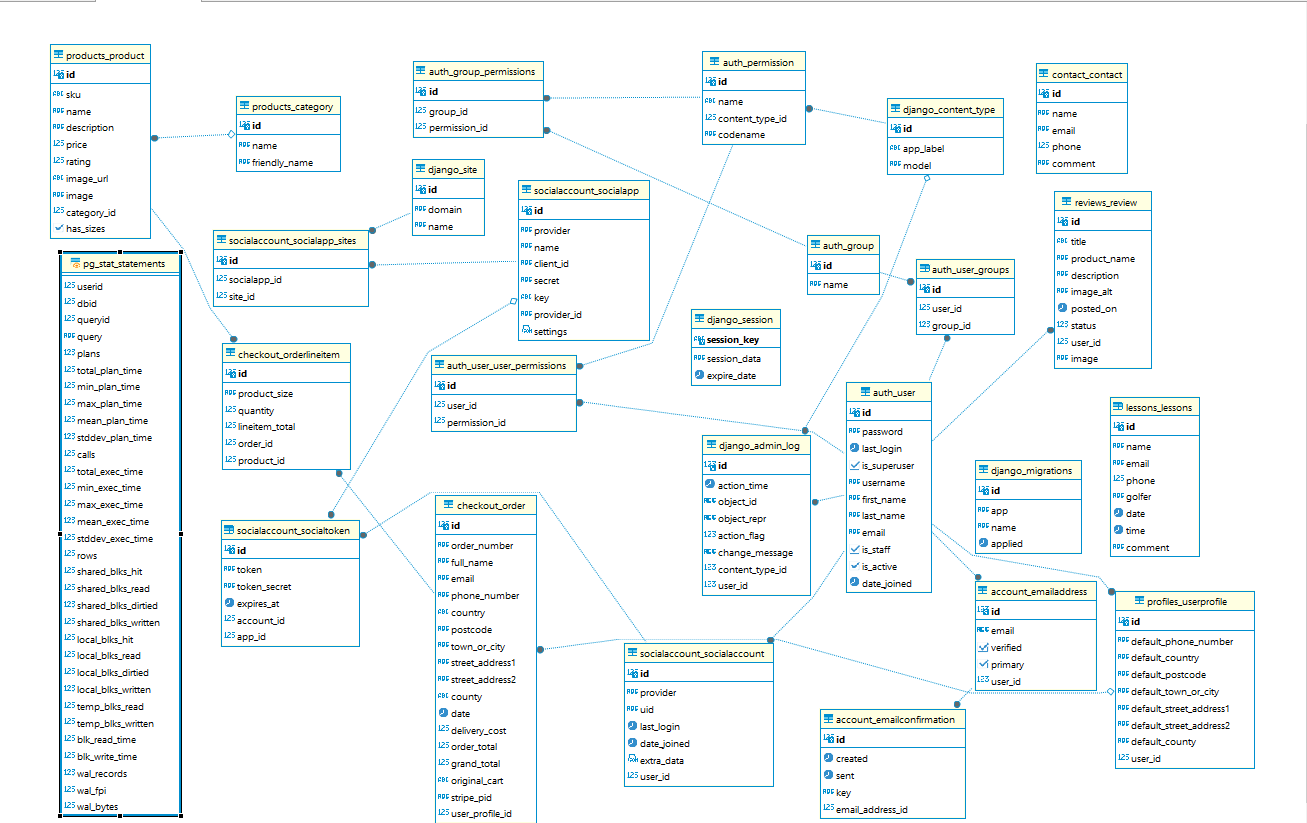 products_product
id
sku
name
description
price
rating
image_url
image
category_id
has_sizes
products_category
id
name
friendly_name
auth_group_permissions
id
group_id
permission_id
auth_permission
id
name
content_type_id
codename
django_content_type
id
app_label
model
contact_contact
id
name
email
phone
comment
django_site
id
domain
name
socialaccount_socialapp
id
provider
name
client_id
secret
key
provider_id
settings
reviews_review
id
title
product_name
description
image_alt
posted_on
status
user_id
image
socialaccount_socialapp_sites
id
socialapp_id
site_id
auth_group
id
name
auth_user_groups
id
user_id
group_id
pg_stat_statements
userid
dbid
queryid
query
plans
total_plan_time
min_plan_time
max_plan_time
mean_plan_time
stddev_plan_time
calls
total_exec_time
min_exec_time
max_exec_time
mean_exec_time
stddev_exec_time
rows
shared_blks_hit
shared_blks_read
shared_blks_dirtied
shared_blks_written
local_blks_hit
local_blks_read
local_blks_dirtied
local_blks_written
temp_blks_read
temp_blks_written
blk_read_time
blk_write_time
wal_records
wal_fpi
wal_bytes
checkout_orderlineitem
id
product_size
quantity
lineitem_total
order_id
product_id
auth_user_user_permissions
id
user_id
permission_id
django_session
session_key
session_data
expire_date
auth_user
id
password
last_login
is_superuser
username
first_name
last_name
email
is_staff
is_active
date_joined
lessons_lessons
id
name
email
phone
golfer
date
time
comment
django_admin_log
id
action_time
object_id
object_repr
action_flag
change_message
content_type_id
user_id
django_migrations
id
app
name
applied
socialaccount_socialtoken
id
token
token_secret
expires_at
account_id
app_id
checkout_order
id
order_number
full_name
email
phone_number
country
postcode
town_or_city
street_address1
street_address2
county
date
delivery_cost
order_total
grand_total
original_cart
stripe_pid
user_profile_id
socialaccount_socialaccount
id
provider
uid
last_login
date_joined
extra_data
user_id
account_emailaddress
id
email
verified
primary
user_id
profiles_userprofile
id
default_phone_number
default_country
default_postcode
default_town_or_city
default_street_address1
default_street_address2
default_county
user_id
account_emailconfirmation
id
created
sent
key
email_address_id